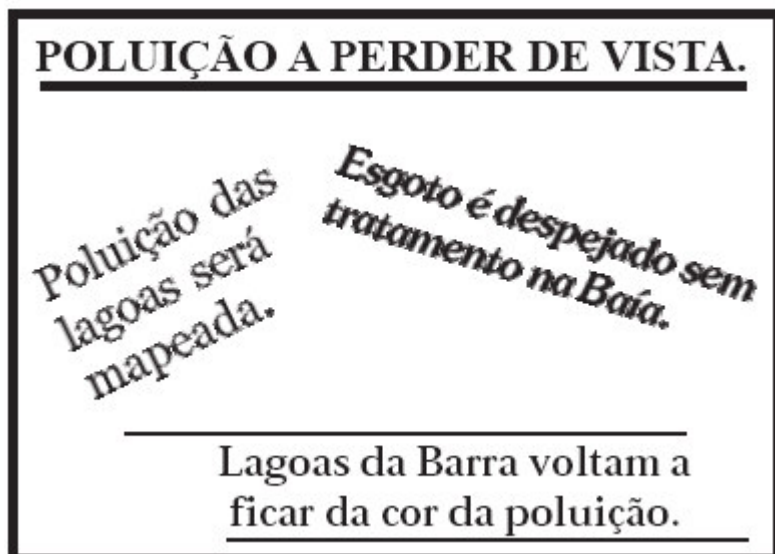 POLUIÇÃO A PERDER DE VISTA.
Poluição das
lagoas será
mapeada.
Esgoto é despejado sem
tratamento na Baía.
Lagoas da Barra voltam a
ficar da cor da poluição.